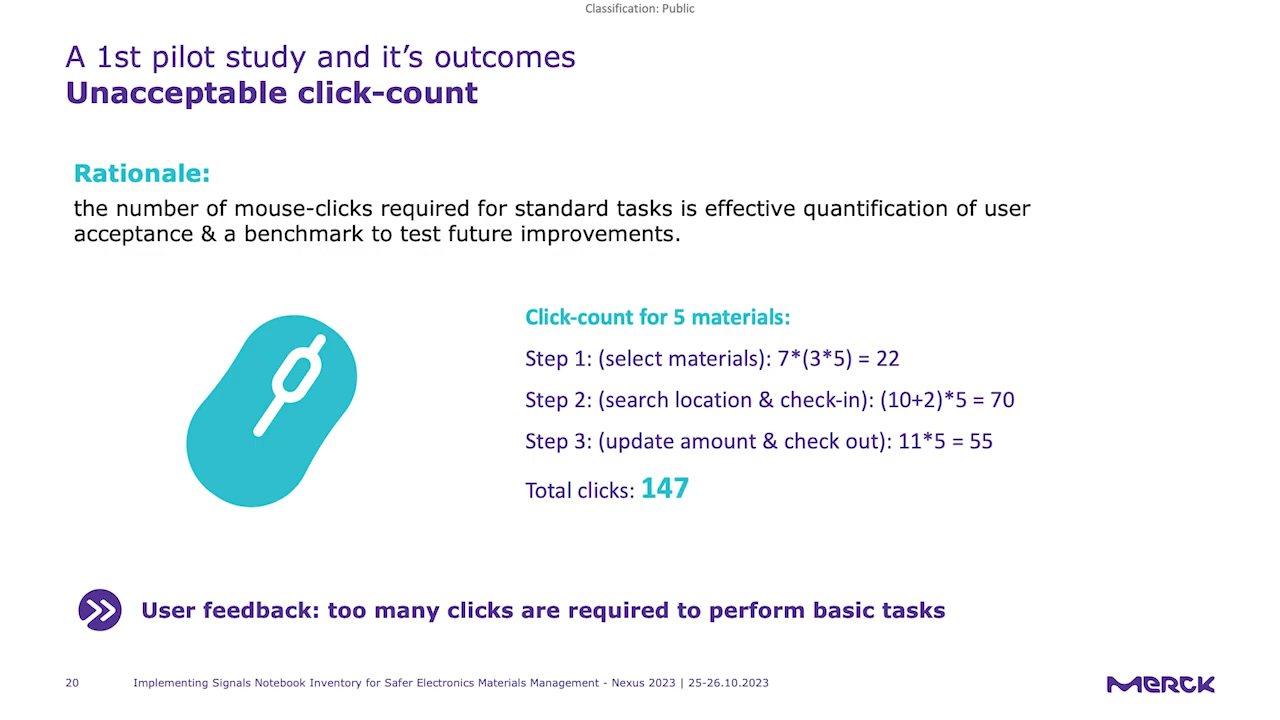 Classification: Public
A 1st pilot study and it’s outcomes
Unacceptable click-count
Rationale:
the number of mouse-clicks required for standard tasks is effective quantification of user
acceptance & a benchmark to test future improvements.
Click-count for 5 materials:
Step 1: (select materials): 7*(3*5) = 22
Step 2: (search location & check-in): (10+2)*5 = 70
Step 3: (update amount & check out): 11*5 = 55
Total clicks: 147
User feedback: too many clicks are required to perform basic tasks
20 Implementing Signals Notebook Inventory for Safer Electronics Materials Management - Nexus 2023 | 25-26.10.2023
MERCK